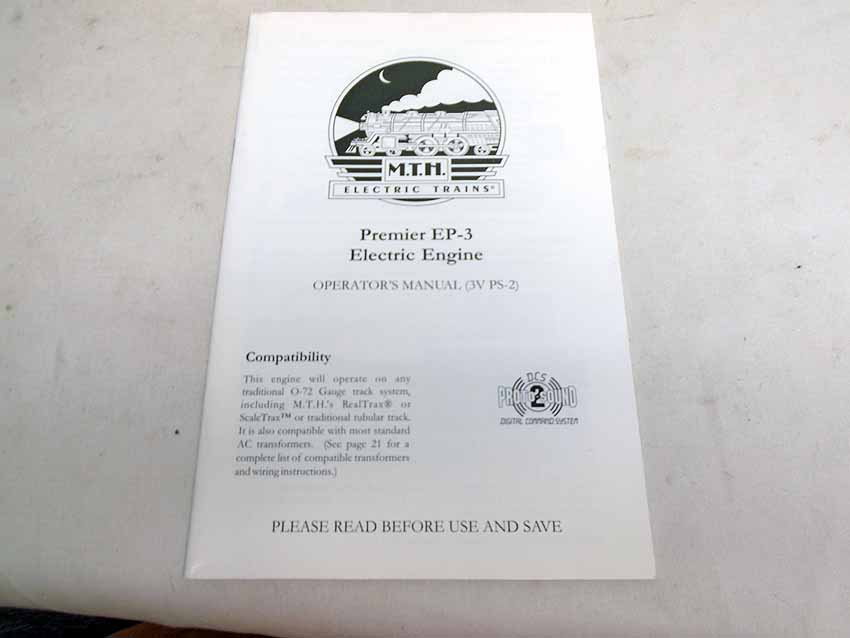 M.T.H.
ELECTRIC TRAINS®
Premier EP-3
Electric Engine
OPERATOR'S MANUAL (3V PS-2)
Compatibility
This engine will operate on any
traditional O-72 Gauge track system,
including M.T.H.'s RealTrax® or
ScaleTrax™ or traditional tubular track.
It is also compatible with most standard
AC transformers. (See page 21 for a
complete list of compatible transformers
and wiring instructions.)
DCS
PROTO-SOUND
2
DIGITAL COMMAND SYSTEM
PLEASE READ BEFORE USE AND SAVE